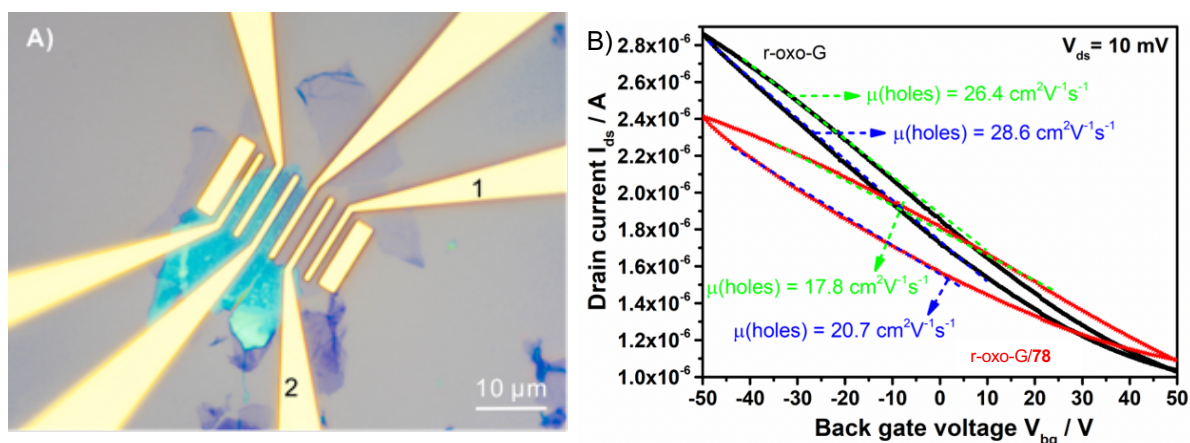 A)
1
2
10 μm
B)
r-oxo-G
V_ds= 10 mV
μ(holes) = 26.4 cm²V⁻¹s⁻¹
μ(holes) = 28.6 cm²V⁻¹s⁻¹
μ(holes) = 17.8 cm²V⁻¹s⁻¹
μ(holes) = 20.7 cm²V⁻¹s⁻¹
r-oxo-G/78
Drain current I_ds / A
2.8x10⁻⁶
2.6x10⁻⁶
2.4x10⁻⁶
2.2x10⁻⁶
2.0x10⁻⁶
1.8x10⁻⁶
1.6x10⁻⁶
1.4x10⁻⁶
1.2x10⁻⁶
1.0x10⁻⁶
-50 -40 -30 -20 -10 0 10 20 30 40 50
Back gate voltage V_bg / V